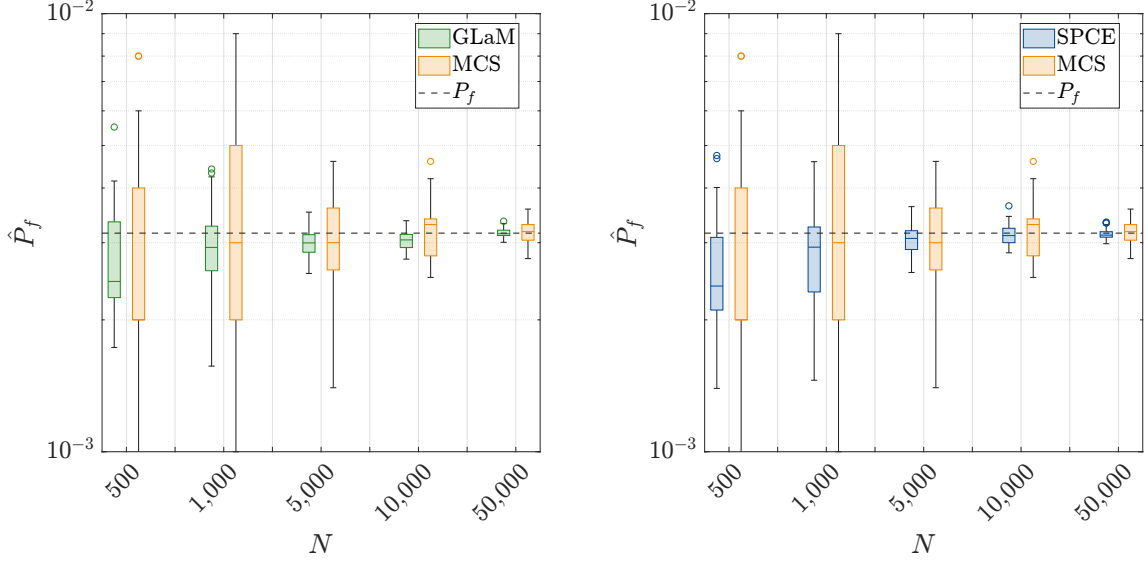 10⁻²
GLaM
MCS
P_f
P̂_f
10⁻³
500
1,000
5,000
10,000
50,000
N
10⁻²
SPCE
MCS
P_f
P̂_f
10⁻³
500
1,000
5,000
10,000
50,000
N